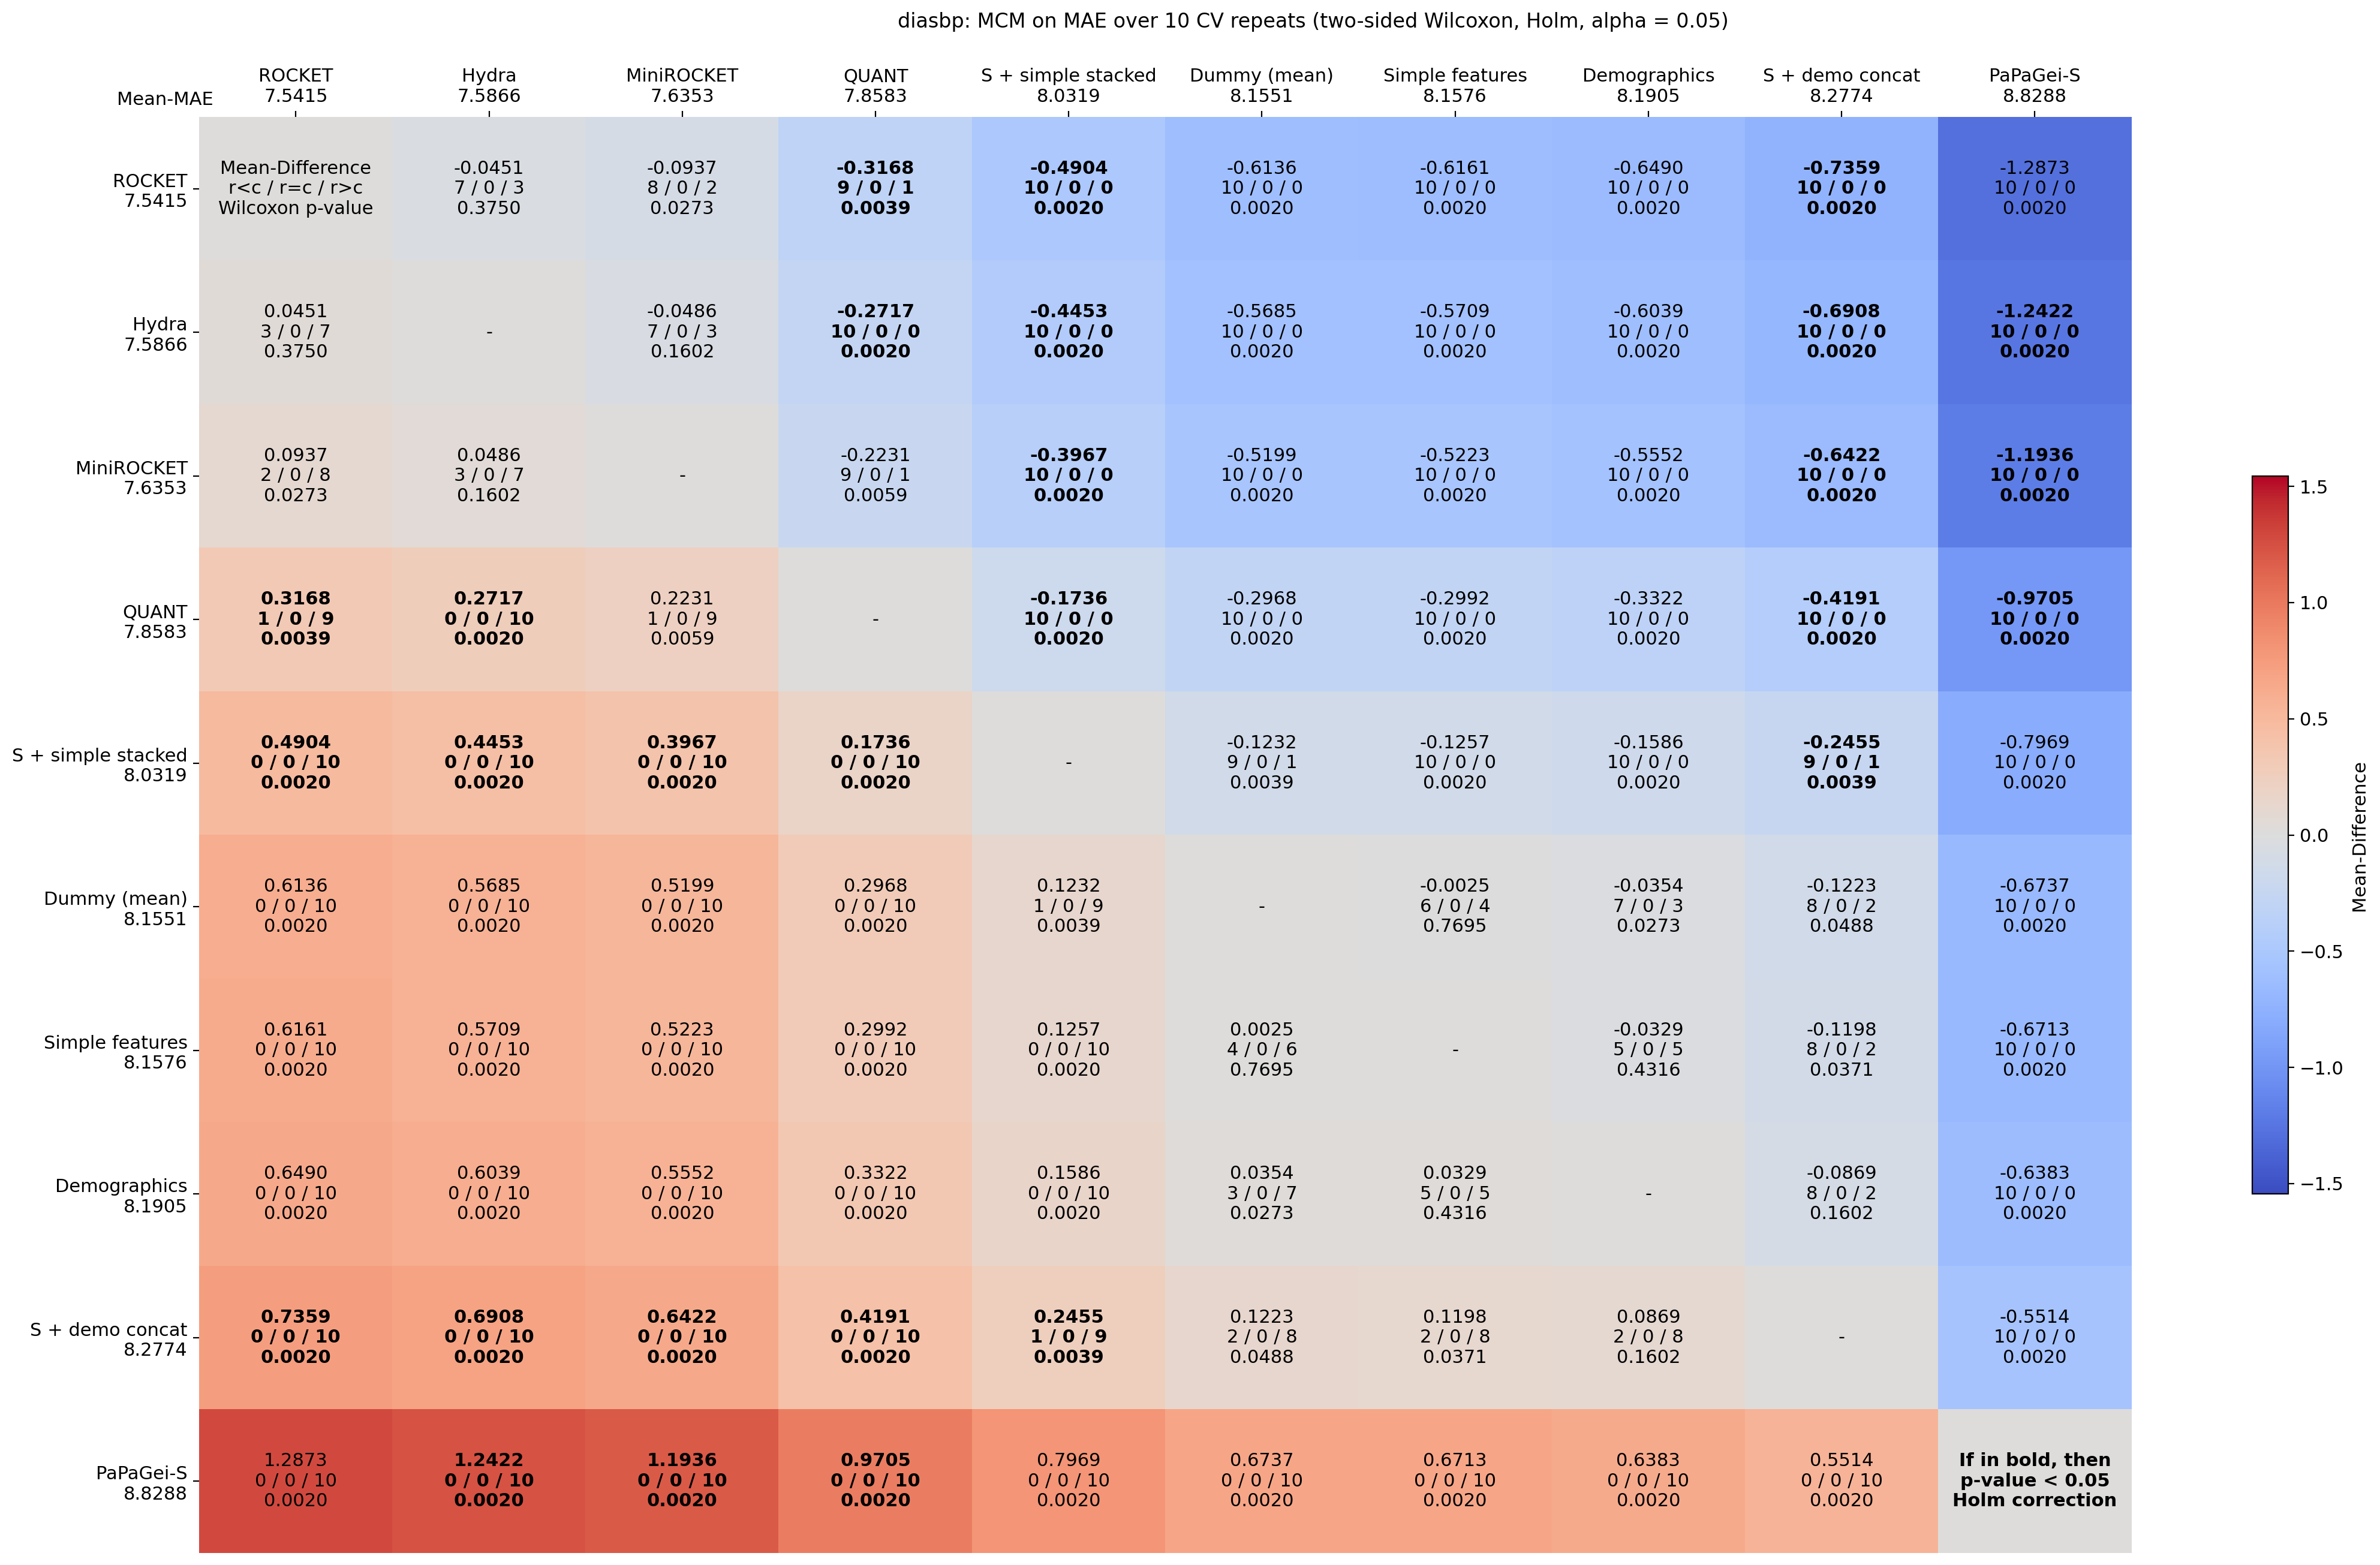 diasbp: MCM on MAE over 10 CV repeats (two-sided Wilcoxon, Holm, alpha = 0.05)
ROCKET Hydra MiniROCKET QUANT S + simple stacked Dummy (mean) Simple features Demographics S + demo concat PaPaGei-S
Mean-MAE 7.5415 7.5866 7.6353 7.8583 8.0319 8.1551 8.1576 8.1905 8.2774 8.8288
Mean-Difference -0.0451 -0.0937 -0.3168 -0.4904 -0.6136 -0.6161 -0.6490 -0.7359 -1.2873
ROCKET r<c / r=c / r>c 7 / 0 / 3 8 / 0 / 2 9 / 0 / 1 10 / 0 / 0 10 / 0 / 0 10 / 0 / 0 10 / 0 / 0 10 / 0 / 0 10 / 0 / 0
7.5415 Wilcoxon p-value 0.3750 0.0273 0.0039 0.0020 0.0020 0.0020 0.0020 0.0020 0.0020
0.0451 -0.0486 -0.2717 -0.4453 -0.5685 -0.5709 -0.6039 -0.6908 -1.2422
Hydra 3 / 0 / 7 - 7 / 0 / 3 10 / 0 / 0 10 / 0 / 0 10 / 0 / 0 10 / 0 / 0 10 / 0 / 0 10 / 0 / 0 10 / 0 / 0
7.5866 0.3750 0.1602 0.0020 0.0020 0.0020 0.0020 0.0020 0.0020 0.0020
0.0937 0.0486 -0.2231 -0.3967 -0.5199 -0.5223 -0.5552 -0.6422 -1.1936
MiniROCKET 2 / 0 / 8 3 / 0 / 7 - 9 / 0 / 1 10 / 0 / 0 10 / 0 / 0 10 / 0 / 0 10 / 0 / 0 10 / 0 / 0 10 / 0 / 0
7.6353 0.0273 0.1602 0.0059 0.0020 0.0020 0.0020 0.0020 0.0020 0.0020
0.3168 0.2717 0.2231 -0.1736 -0.2968 -0.2992 -0.3322 -0.4191 -0.9705
QUANT 1 / 0 / 9 0 / 0 / 10 1 / 0 / 9 - 10 / 0 / 0 10 / 0 / 0 10 / 0 / 0 10 / 0 / 0 10 / 0 / 0 10 / 0 / 0
7.8583 0.0039 0.0020 0.0059 0.0020 0.0020 0.0020 0.0020 0.0020 0.0020
0.4904 0.4453 0.3967 0.1736 -0.1232 -0.1257 -0.1586 -0.2455 -0.7969
S + simple stacked 0 / 0 / 10 0 / 0 / 10 0 / 0 / 10 0 / 0 / 10 - 9 / 0 / 1 10 / 0 / 0 10 / 0 / 0 9 / 0 / 1 10 / 0 / 0
8.0319 0.0020 0.0020 0.0020 0.0020 0.0039 0.0020 0.0020 0.0039 0.0020
0.6136 0.5685 0.5199 0.2968 0.1232 -0.0025 -0.0354 -0.1223 -0.6737
Dummy (mean) 0 / 0 / 10 0 / 0 / 10 0 / 0 / 10 0 / 0 / 10 1 / 0 / 9 - 6 / 0 / 4 7 / 0 / 3 8 / 0 / 2 10 / 0 / 0
8.1551 0.0020 0.0020 0.0020 0.0020 0.0039 0.7695 0.0273 0.0488 0.0020
0.6161 0.5709 0.5223 0.2992 0.1257 0.0025 -0.0329 -0.1198 -0.6713
Simple features 0 / 0 / 10 0 / 0 / 10 0 / 0 / 10 0 / 0 / 10 0 / 0 / 10 4 / 0 / 6 - 5 / 0 / 5 8 / 0 / 2 10 / 0 / 0
8.1576 0.0020 0.0020 0.0020 0.0020 0.0020 0.7695 0.4316 0.0371 0.0020
0.6490 0.6039 0.5552 0.3322 0.1586 0.0354 0.0329 -0.0869 -0.6383
Demographics 0 / 0 / 10 0 / 0 / 10 0 / 0 / 10 0 / 0 / 10 0 / 0 / 10 3 / 0 / 7 5 / 0 / 5 - 8 / 0 / 2 10 / 0 / 0
8.1905 0.0020 0.0020 0.0020 0.0020 0.0020 0.0273 0.4316 0.1602 0.0020
0.7359 0.6908 0.6422 0.4191 0.2455 0.1223 0.1198 0.0869 -0.5514
S + demo concat 0 / 0 / 10 0 / 0 / 10 0 / 0 / 10 0 / 0 / 10 1 / 0 / 9 2 / 0 / 8 2 / 0 / 8 2 / 0 / 8 - 10 / 0 / 0
8.2774 0.0020 0.0020 0.0020 0.0020 0.0039 0.0488 0.0371 0.1602 0.0020
1.2873 1.2422 1.1936 0.9705 0.7969 0.6737 0.6713 0.6383 0.5514 If in bold, then
PaPaGei-S 0 / 0 / 10 0 / 0 / 10 0 / 0 / 10 0 / 0 / 10 0 / 0 / 10 0 / 0 / 10 0 / 0 / 10 0 / 0 / 10 0 / 0 / 10 p-value < 0.05
8.8288 0.0020 0.0020 0.0020 0.0020 0.0020 0.0020 0.0020 0.0020 0.0020 Holm correction
1.5
1.0
0.5
0.0
−0.5
−1.0
−1.5
Mean-Difference